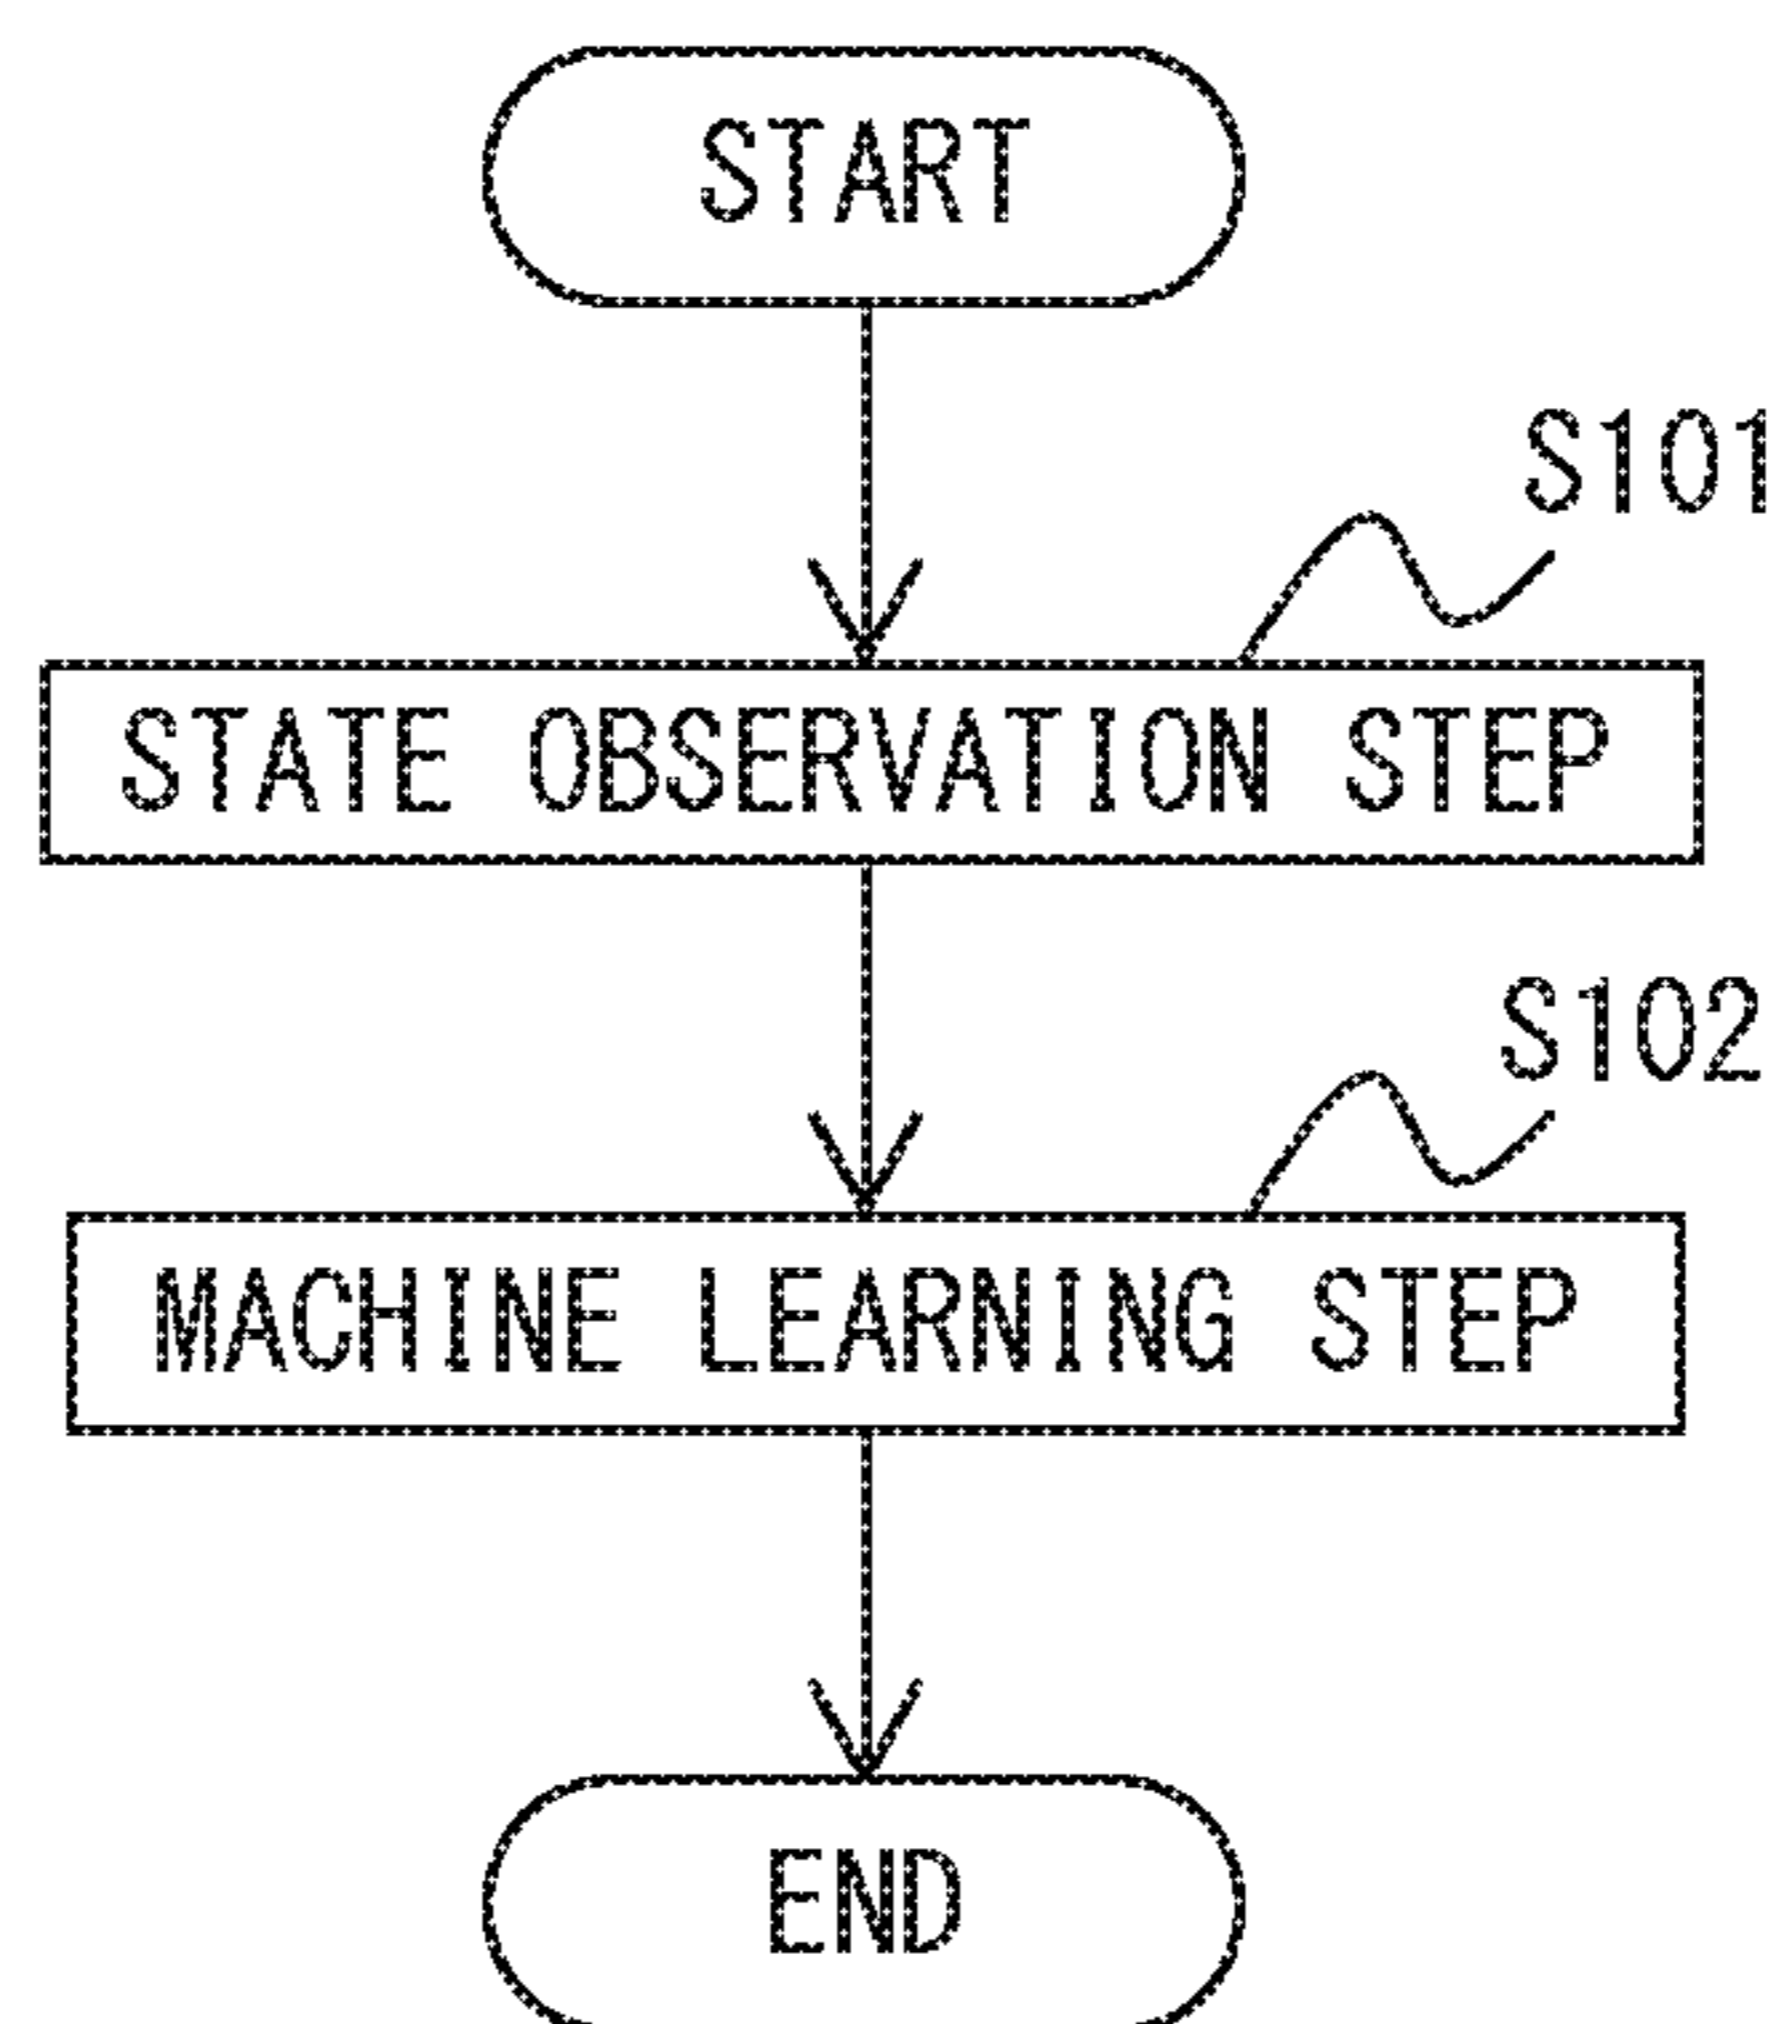 START
S101
STATE OBSERVATION STEP
S102
MACHINE LEARNING STEP
END